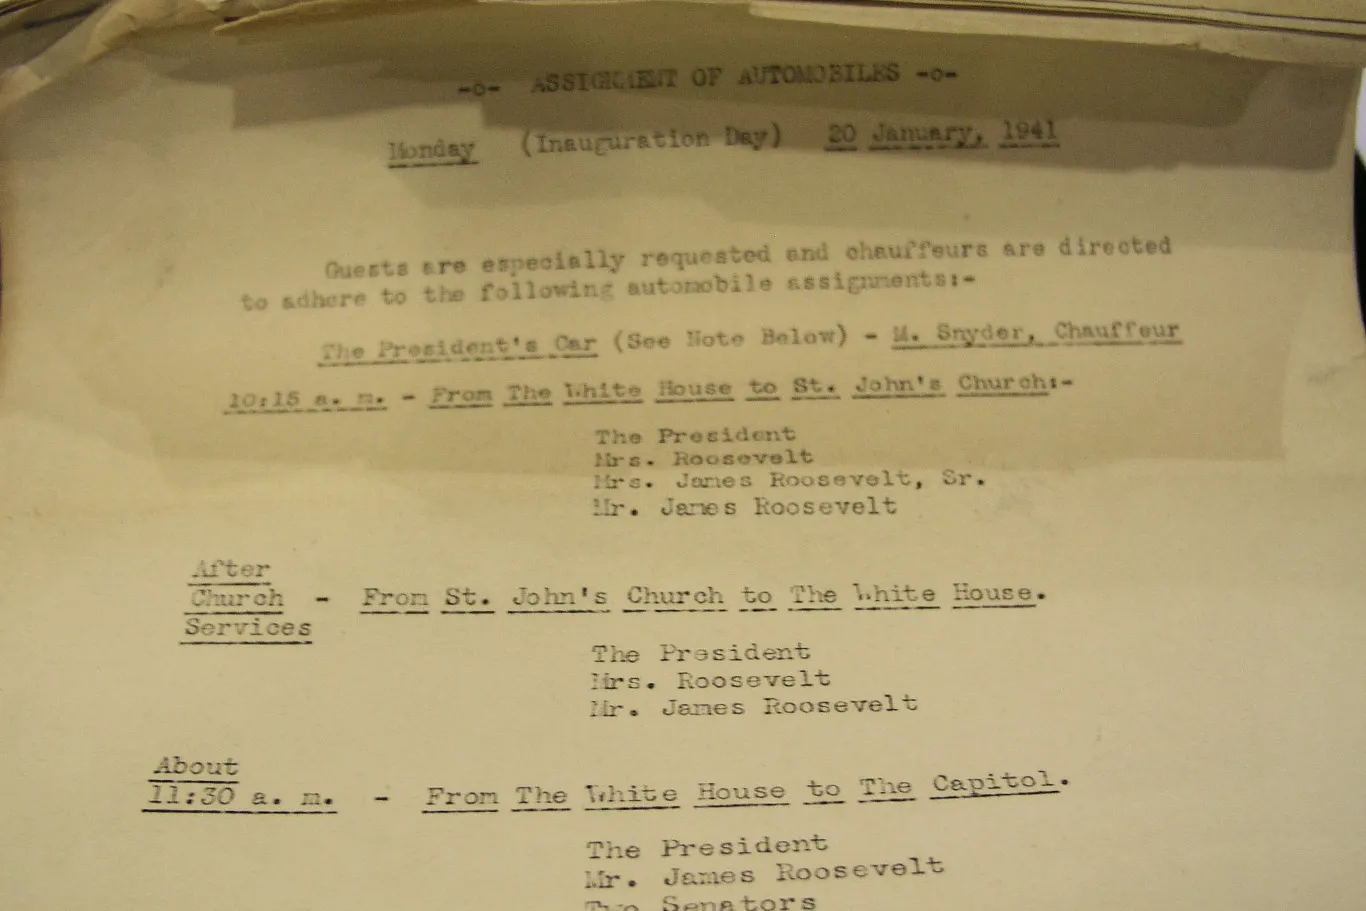 -o- ASSIGNMENT OF AUTOMOBILES -o-
Monday (Inauguration Day) 20 January, 1941
Guests are especially requested and chauffeurs are directed
to adhere to the following automobile assignments:-
The President's Car (See Note Below) - M. Snyder, Chauffeur
10:15 a. m. - From The White House to St. John's Church:-
The President
Mrs. Roosevelt
Mrs. James Roosevelt, Sr.
Mr. James Roosevelt
After
Church - From St. John's Church to The White House.
Services
The President
Mrs. Roosevelt
Mr. James Roosevelt
About
11:30 a. m. - From The White House to The Capitol.
The President
Mr. James Roosevelt
Two Senators